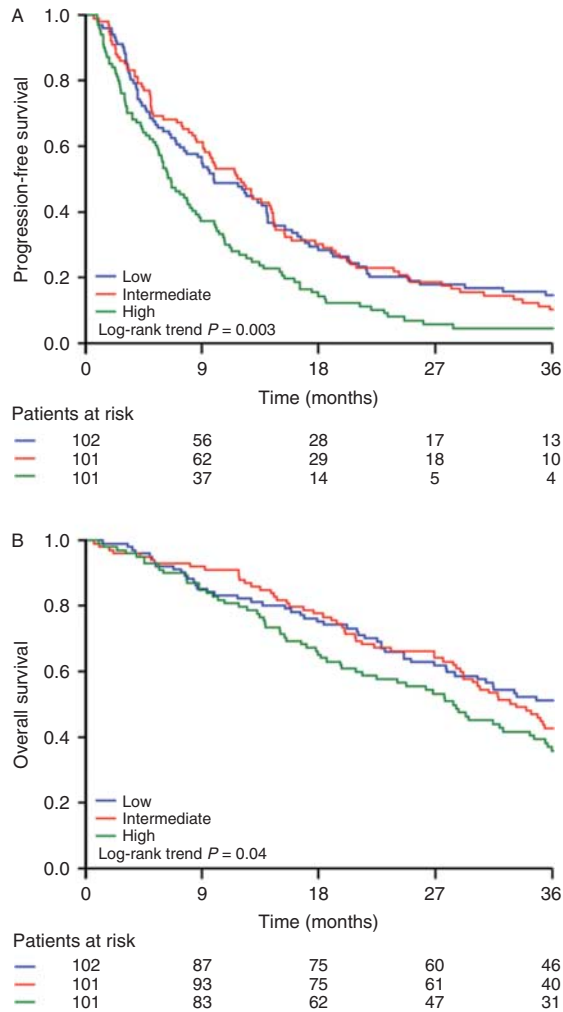 A
1.0
0.8
0.6
0.4
0.2
0.0
Progression-free survival
Low
Intermediate
High
Log-rank trend P = 0.003
0 9 18 27 36
Time (months)
Patients at risk
102 56 28 17 13
101 62 29 18 10
101 37 14 5 4
B
1.0
0.8
0.6
0.4
0.2
0.0
Overall survival
Low
Intermediate
High
Log-rank trend P = 0.04
0 9 18 27 36
Time (months)
Patients at risk
102 87 75 60 46
101 93 75 61 40
101 83 62 47 31